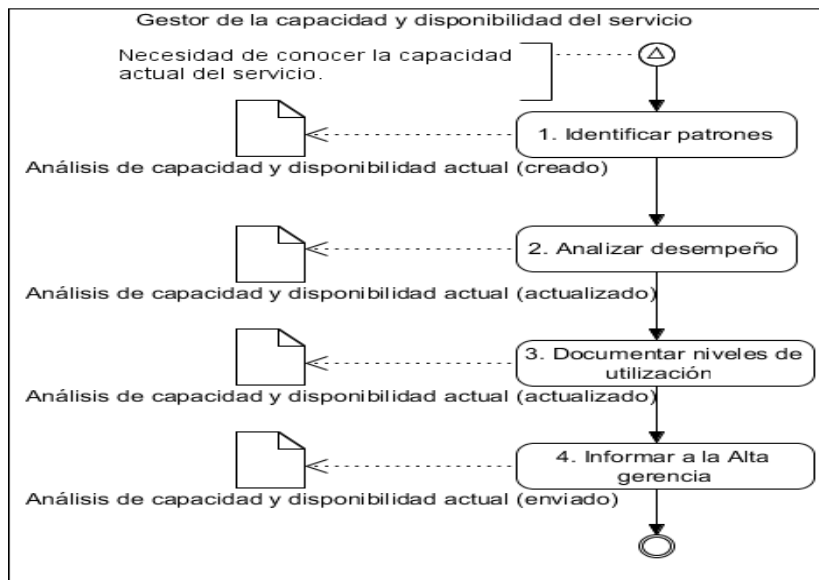 Gestor de la capacidad y disponibilidad del servicio
Necesidad de conocer la capacidad
actual del servicio.
1. Identificar patrones
Análisis de capacidad y disponibilidad actual (creado)
2. Analizar desempeño
Análisis de capacidad y disponibilidad actual (actualizado)
3. Documentar niveles de
utilización
Análisis de capacidad y disponibilidad actual (actualizado)
4. Informar a la Alta
gerencia
Análisis de capacidad y disponibilidad actual (enviado)